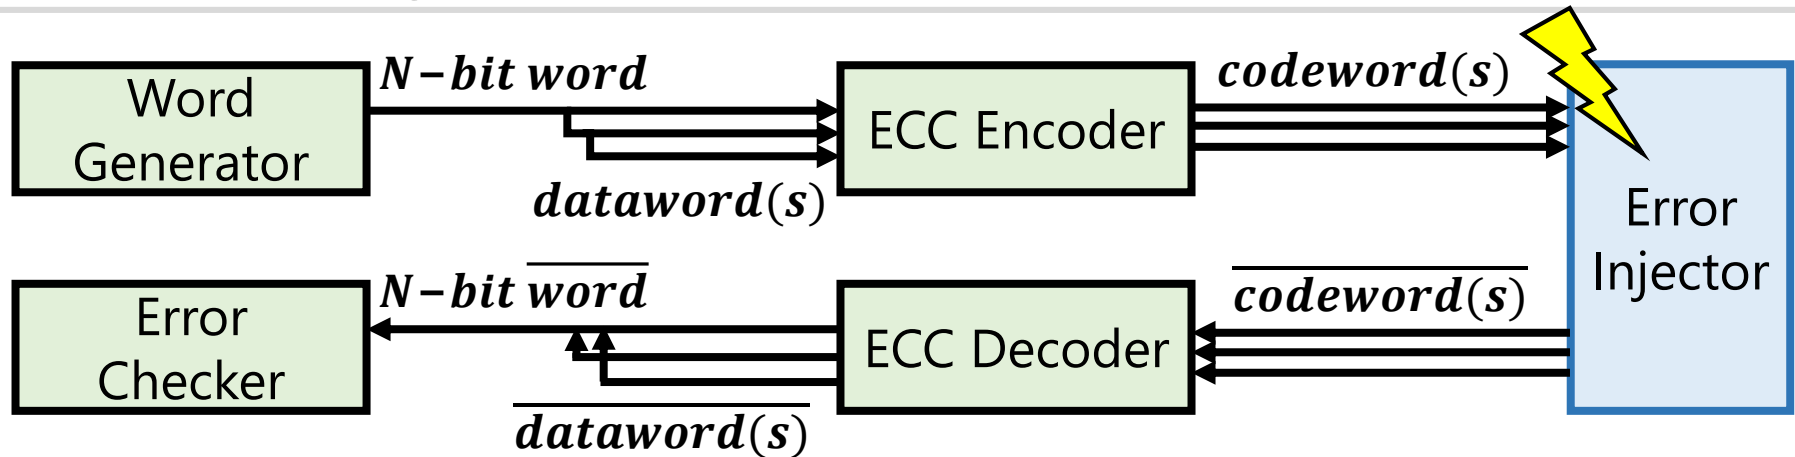 Word
Generator
N-bit word
dataword(s)
ECC Encoder
codeword(s)
Error
Injector
Error
Checker
N-bit word
dataword(s)
ECC Decoder
codeword(s)